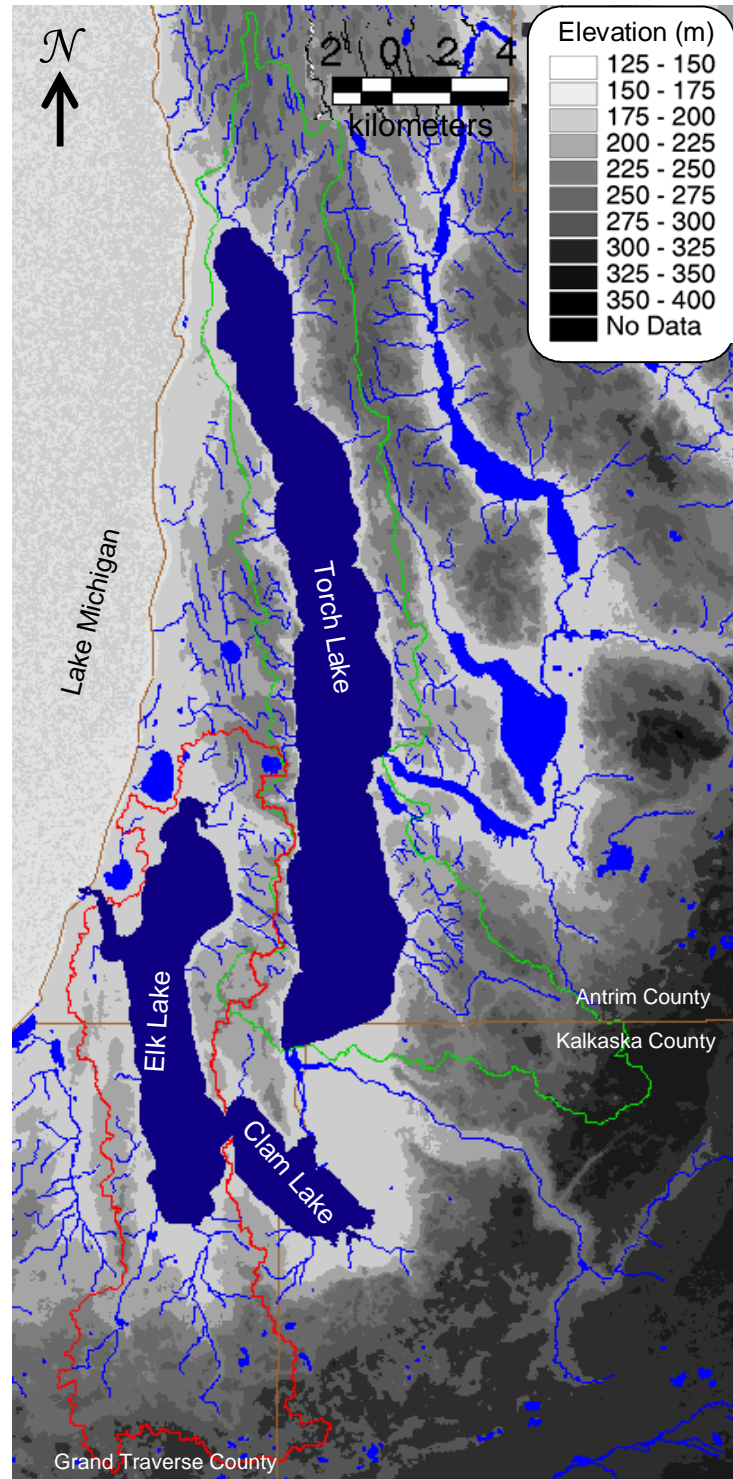 N
2 0 2 4
kilometers
Elevation (m)
125 - 150
150 - 175
175 - 200
200 - 225
225 - 250
250 - 275
275 - 300
300 - 325
325 - 350
350 - 400
No Data
Lake Michigan
Torch Lake
Elk Lake
Clam Lake
Antrim County
Kalkaska County
Grand Traverse County